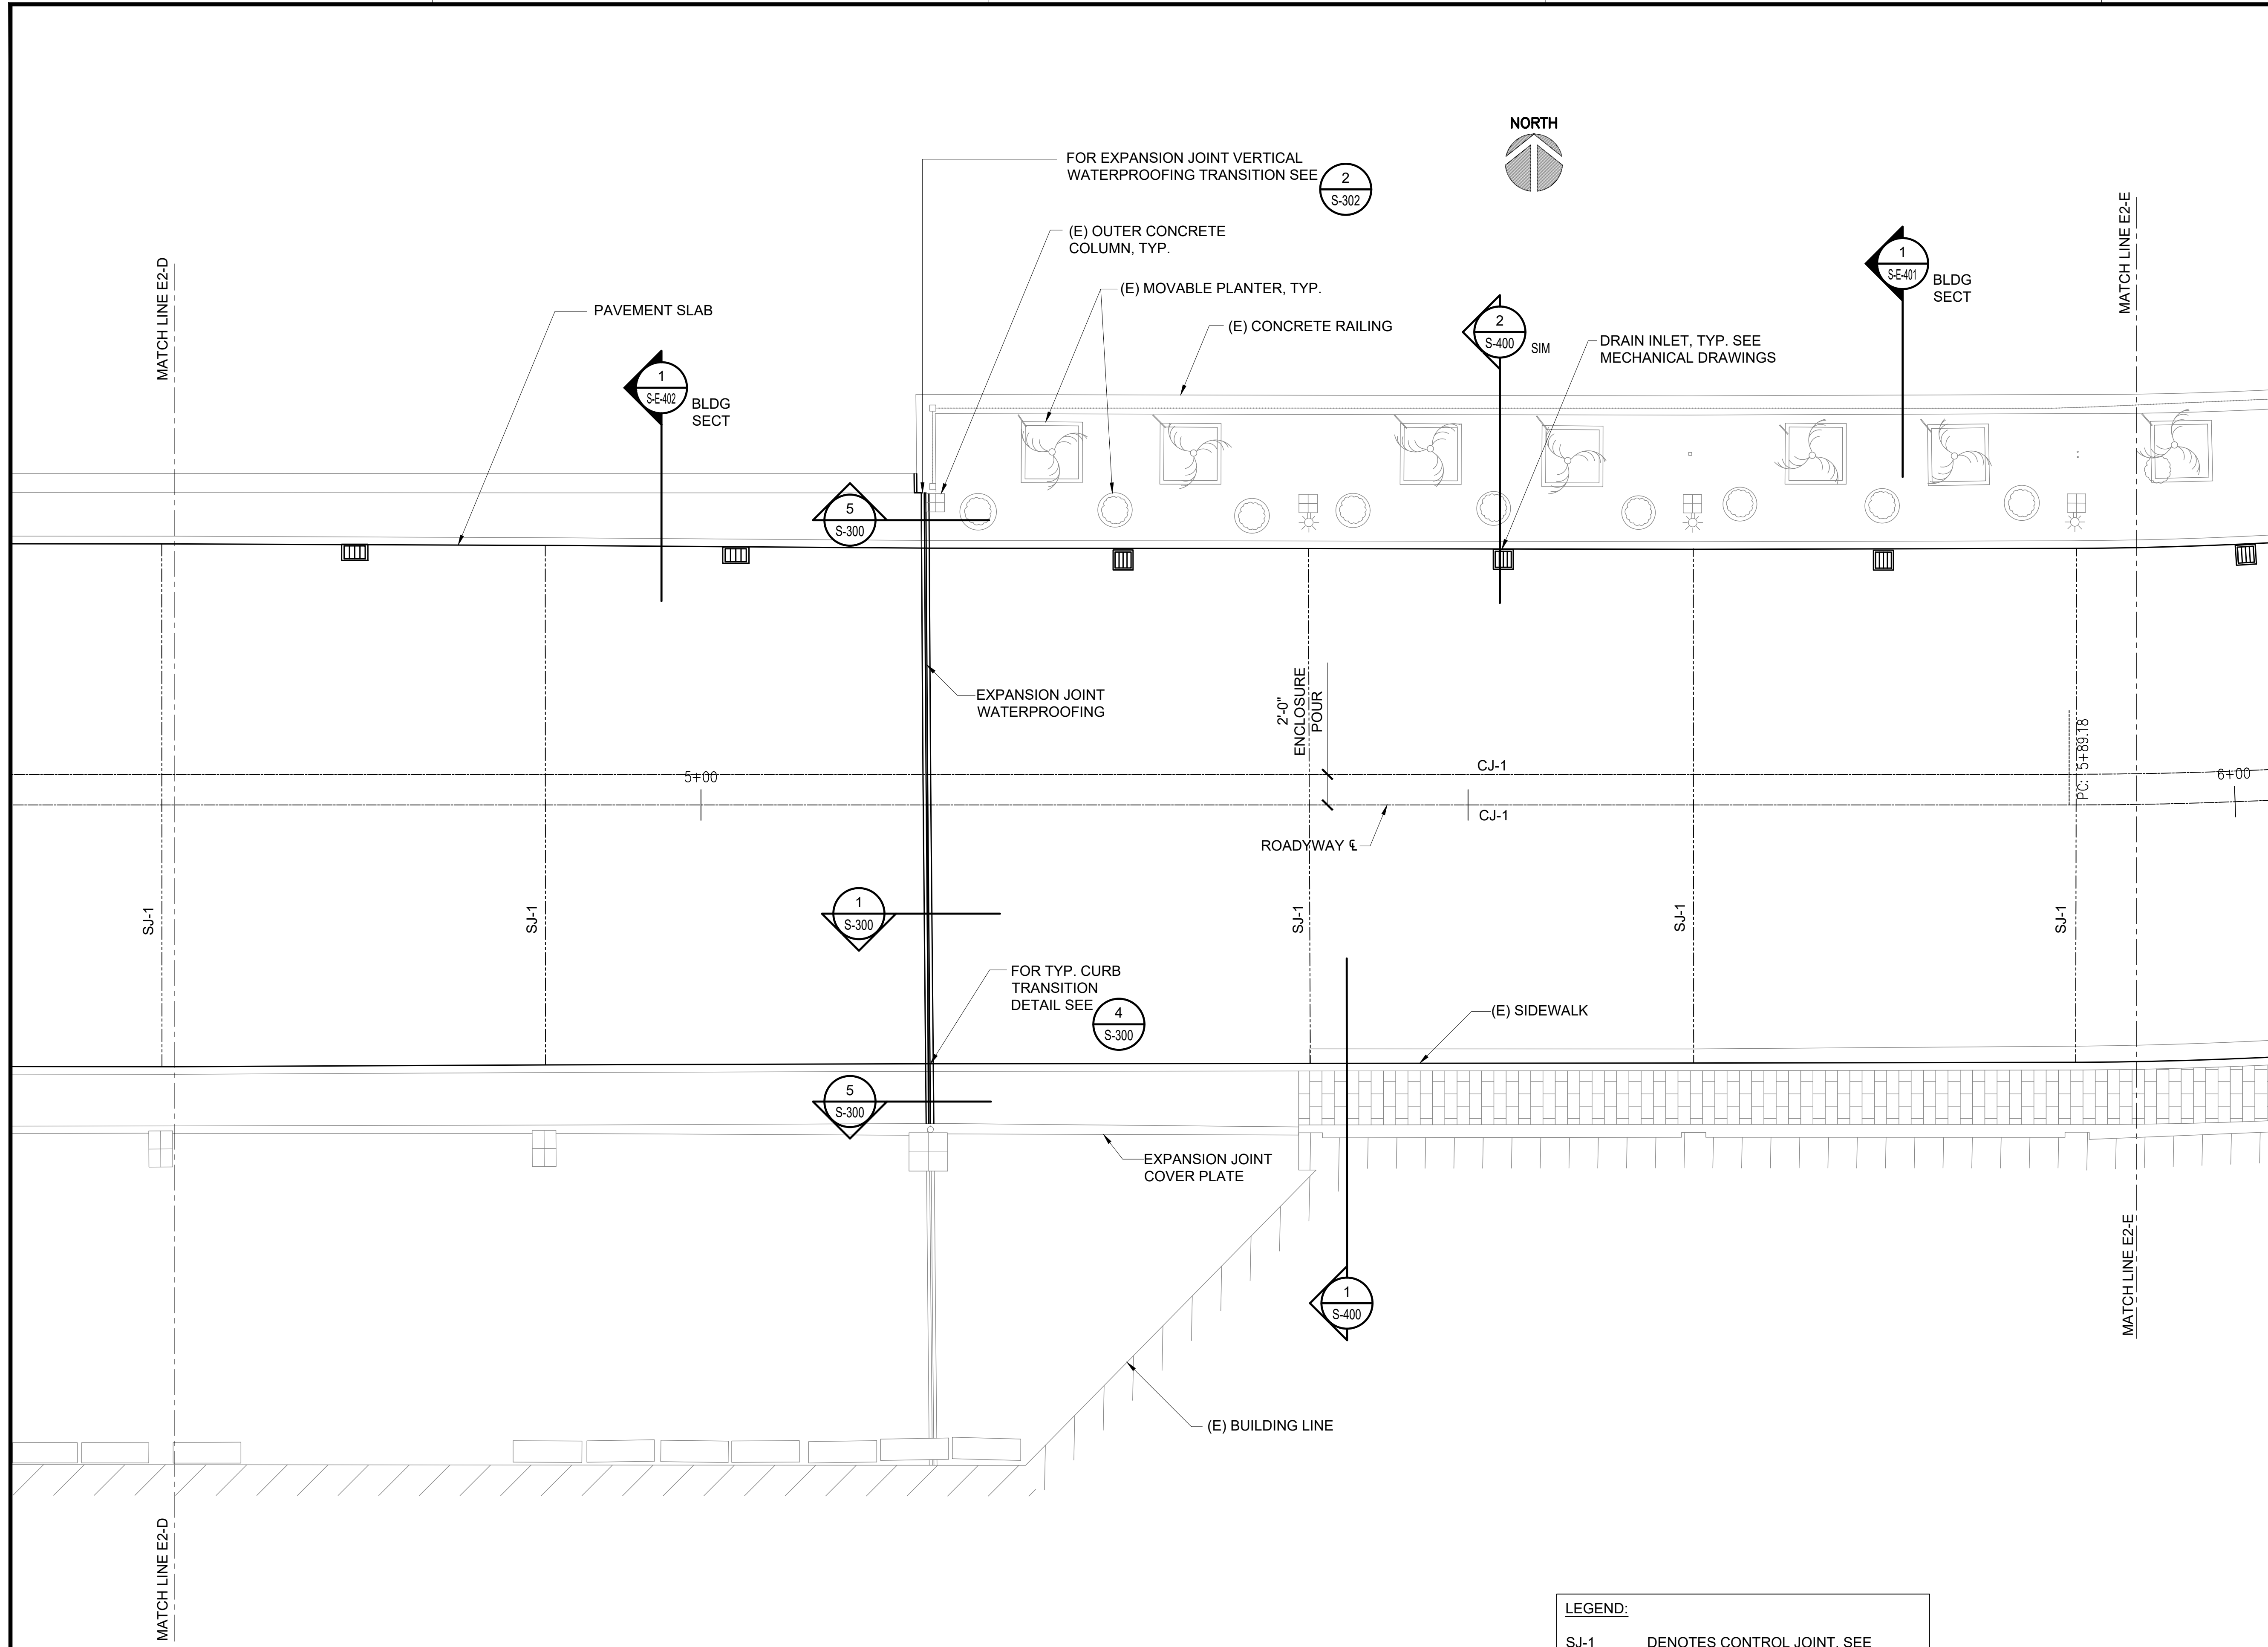 NORTH
FOR EXPANSION JOINT VERTICAL
WATERPROOFING TRANSITION SEE
2
S-302
(E) OUTER CONCRETE
COLUMN, TYP.
MATCH LINE E2-E
1
S-E-401
BLDG
SECT
MATCH LINE E2-D
(E) MOVABLE PLANTER, TYP.
PAVEMENT SLAB
(E) CONCRETE RAILING
2
S-400
SIM
DRAIN INLET, TYP. SEE
MECHANICAL DRAWINGS
1
S-E-402
BLDG
SECT
5
S-300
EXPANSION JOINT
WATERPROOFING
2'-0"
ENCLOSURE
POUR
PC: 5+89.18
CJ-1
5+00
6+00
CJ-1
ROADYWAY ℄
SJ-1
SJ-1
1
S-300
SJ-1
SJ-1
SJ-1
FOR TYP. CURB
TRANSITION
DETAIL SEE
4
S-300
(E) SIDEWALK
5
S-300
EXPANSION JOINT
COVER PLATE
1
S-400
MATCH LINE E2-E
(E) BUILDING LINE
MATCH LINE E2-D
LEGEND:
SJ-1 DENOTES CONTROL JOINT, SEE